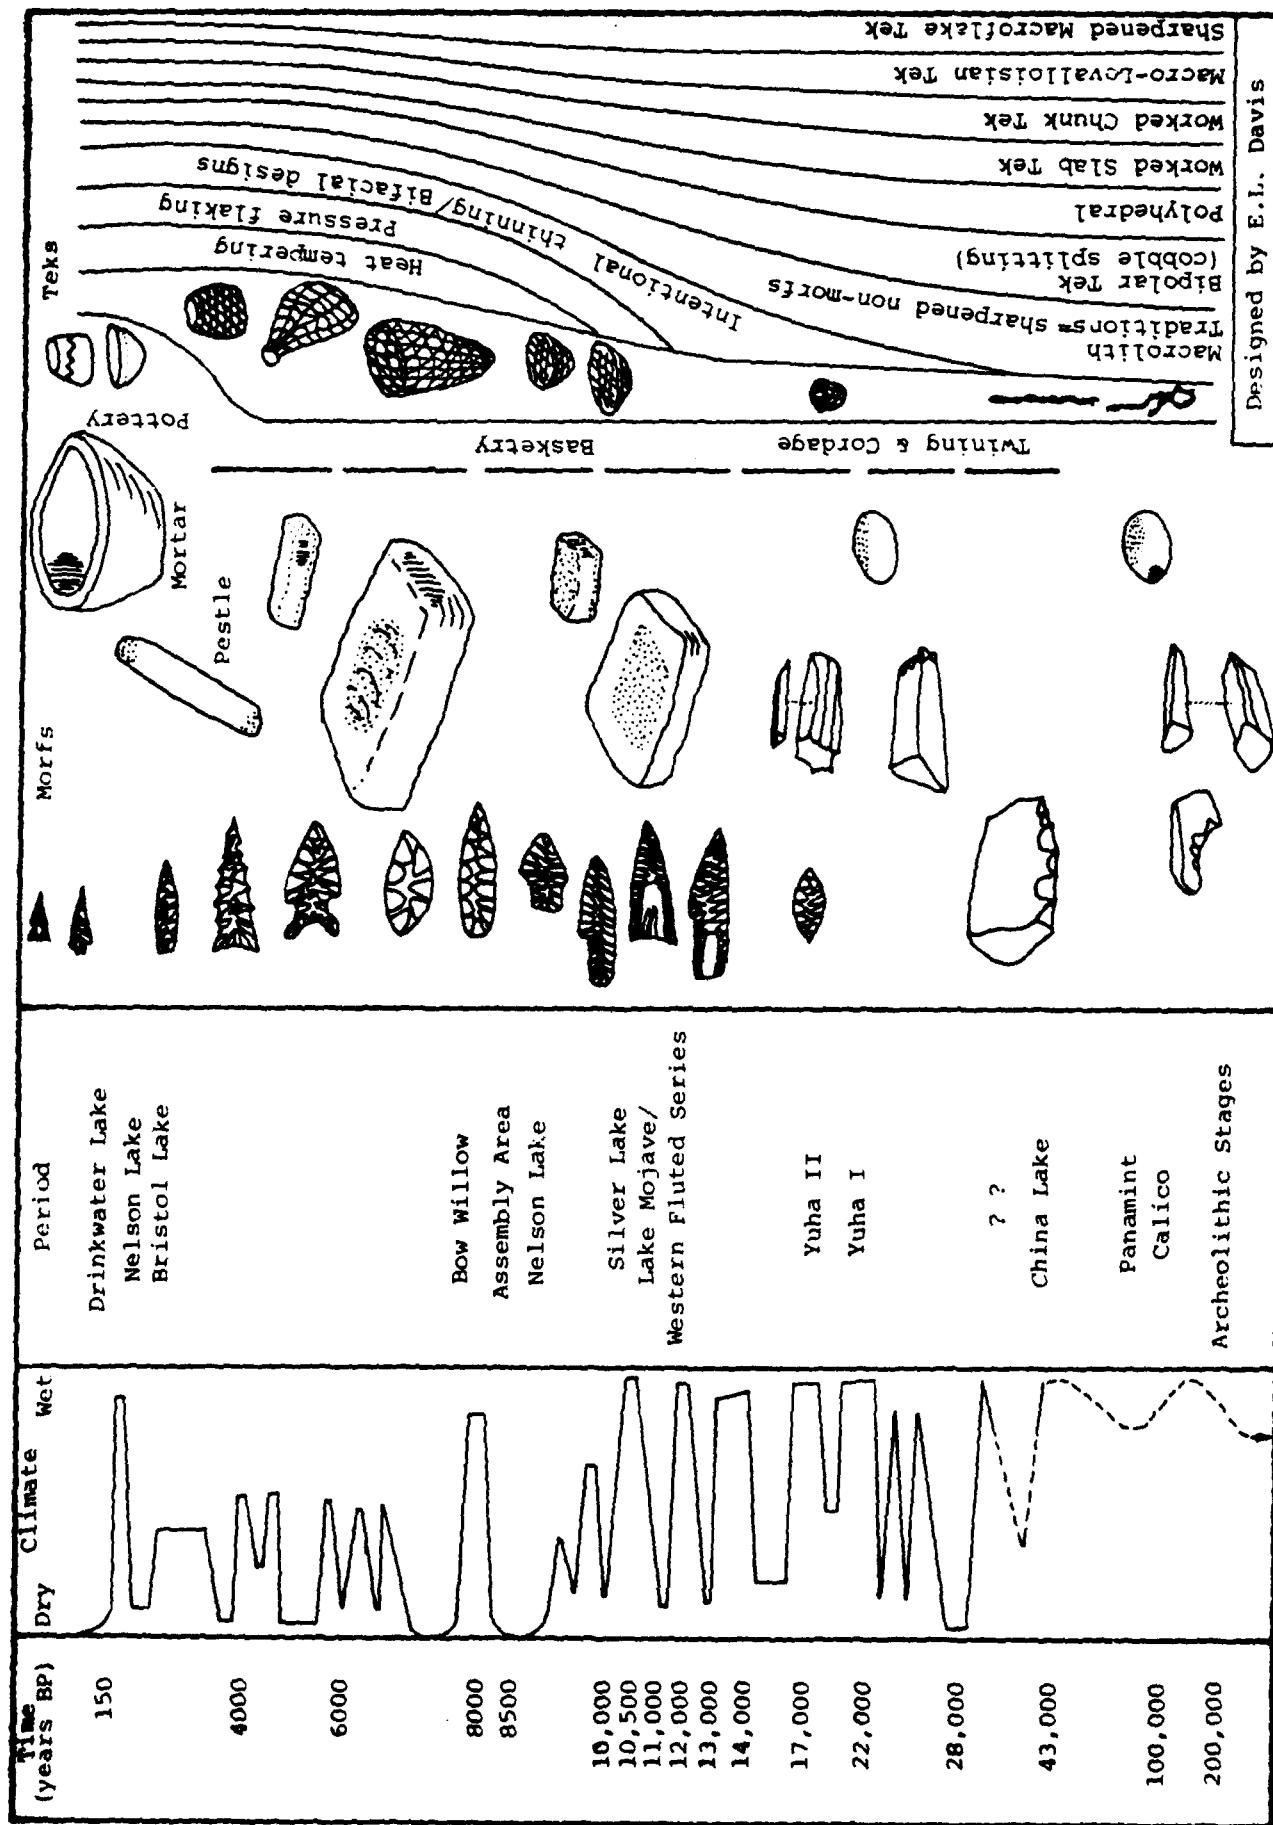 Time
(years BP)
150
4000
6000
8000
8500
10,000
10,500
11,000
12,000
13,000
14,000
17,000
22,000
28,000
43,000
100,000
200,000
Climate
Dry
Wet
Period
Drinkwater Lake
Nelson Lake
Bristol Lake
Bow Willow
Assembly Area
Nelson Lake
Silver Lake
Lake Mojave/
Western Fluted Series
Yuha II
Yuha I
? ?
China Lake
Panamint
Calico
Archeolithic Stages
Morfs
Pestle
Mortar
Pottery
Basketry
Twining & Cordage
Teks
Heat tempering
Pressure flaking
Intentional thinning/Bifacial designs
Macrolith
Traditions= sharpened non-morfs
Bipolar Tek
(cobble splitting)
Polyhedral
Worked Slab Tek
Worked Chunk Tek
Macro-Levalloisian Tek
Sharpened Macroflake Tek
Designed by E.L. Davis